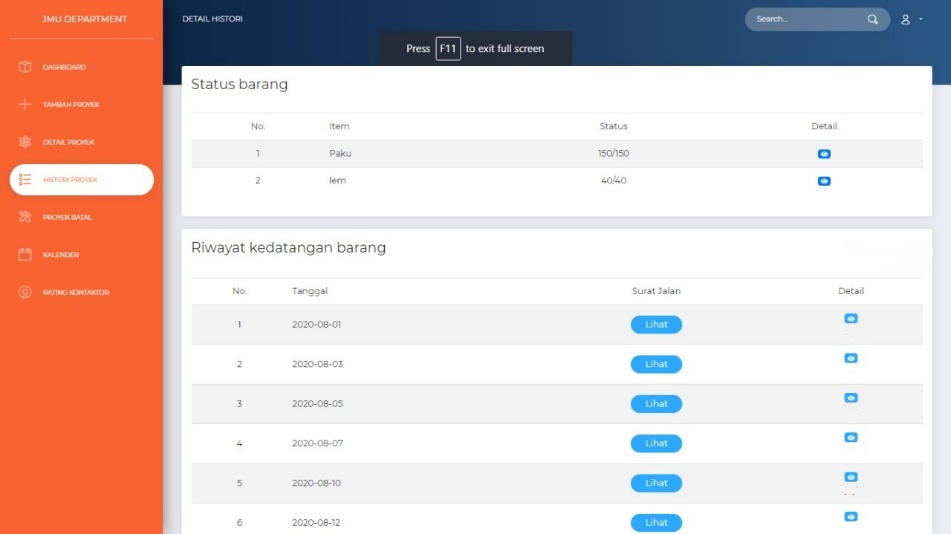 JMU DEPARTMENT
DETAIL HISTORI
Search...
Press F11 to exit full screen
DASHBOARD
TAMBAH PROYEK
DETAIL PROYEK
HISTORI PROYEK
PROYEK BATAL
KALENDER
RATING KONTAKTOR
Status barang
No. Item Status Detail
1 Paku 150/150
2 lem 40/40
Riwayat kedatangan barang
No. Tanggal Surat Jalan Detail
1 2020-08-01 Lihat
2 2020-08-03 Lihat
3 2020-08-05 Lihat
4 2020-08-07 Lihat
5 2020-08-10 Lihat
6 2020-08-12 Lihat